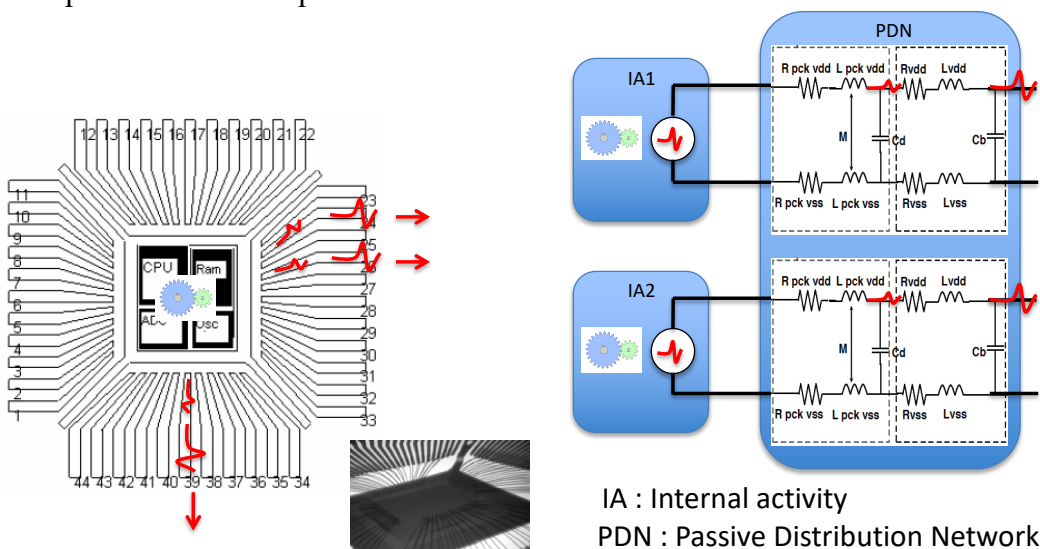 12 13 14 15 16 17 18 19 20 21 22
11
10
9
8
7
6
5
4
3
2
1
23
24
25
26
27
28
29
30
31
32
33
44 43 42 41 40 39 38 37 36 35 34
CPU
Ram
PDN
IA1
R pck vdd L pck vdd Rvdd Lvdd
M Cd Cb
R pck vss L pck vss Rvss Lvss
IA2
R pck vdd L pck vdd Rvdd Lvdd
M Cd Cb
R pck vss L pck vss Rvss Lvss
IA : Internal activity
PDN : Passive Distribution Network